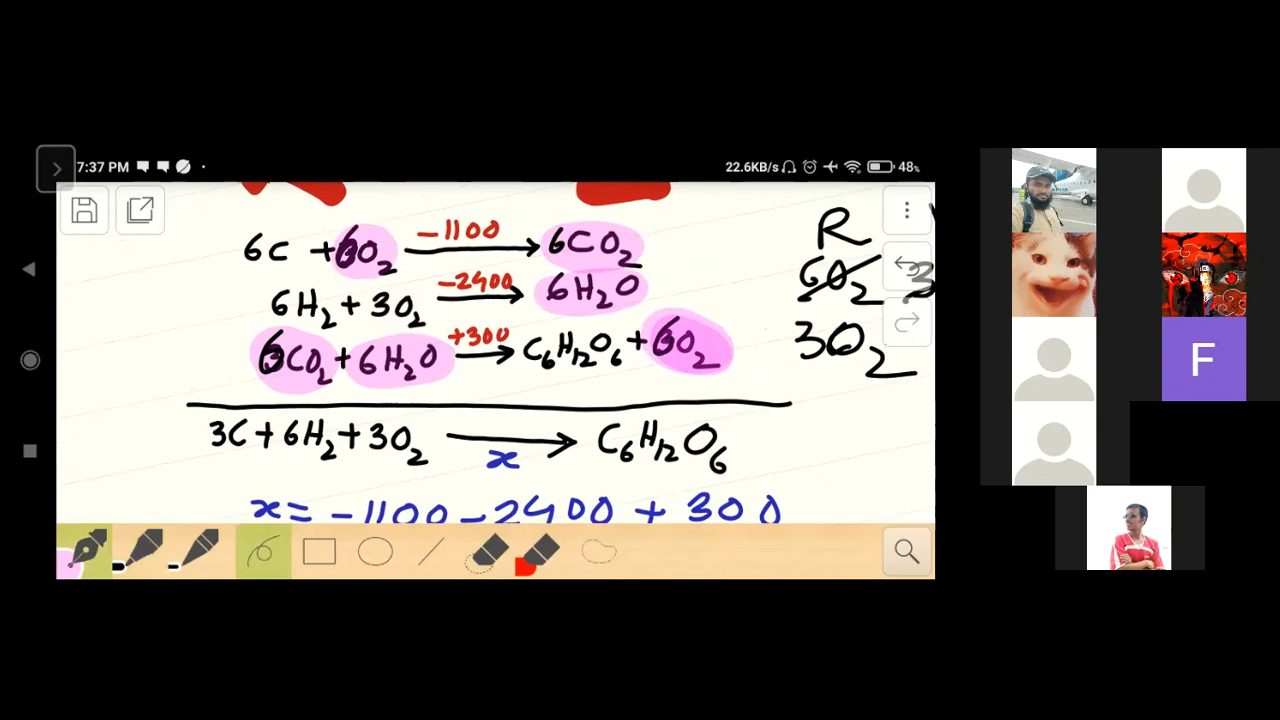 7:37 PM
22.6KB/s 48%
6C + 6O₂ —−1100→ 6CO₂
6H₂ + 3O₂ —−2400→ 6H₂O
6CO₂ + 6H₂O —+300→ C₆H₁₂O₆ + 6O₂
3C + 6H₂ + 3O₂ —x→ C₆H₁₂O₆
x = −1100 − 2400 + 300
R
6O₂ 3
3O₂
F